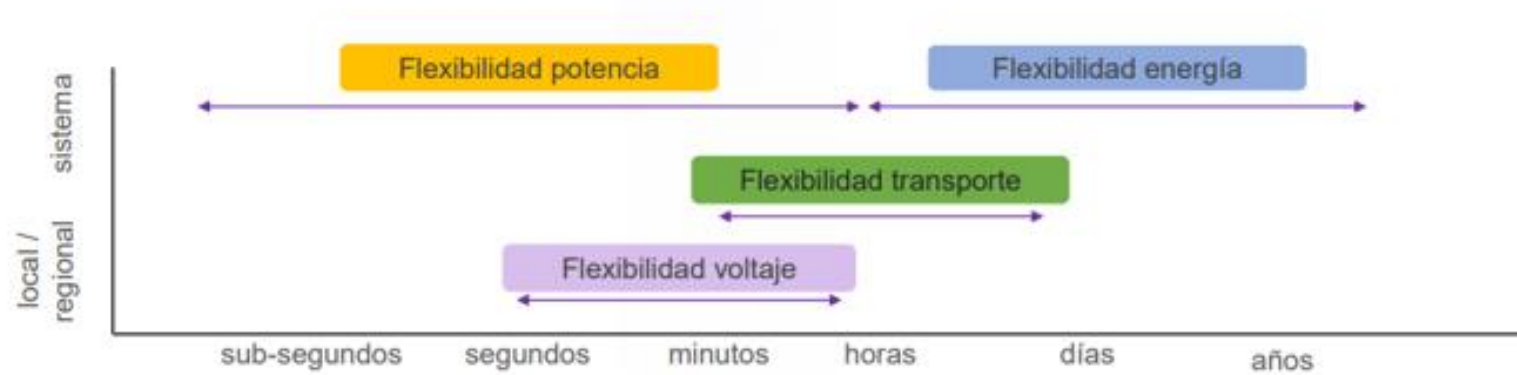 Flexibilidad potencia
Flexibilidad energía
sistema
Flexibilidad transporte
local /
regional
Flexibilidad voltaje
sub-segundos
segundos
minutos
horas
días
años